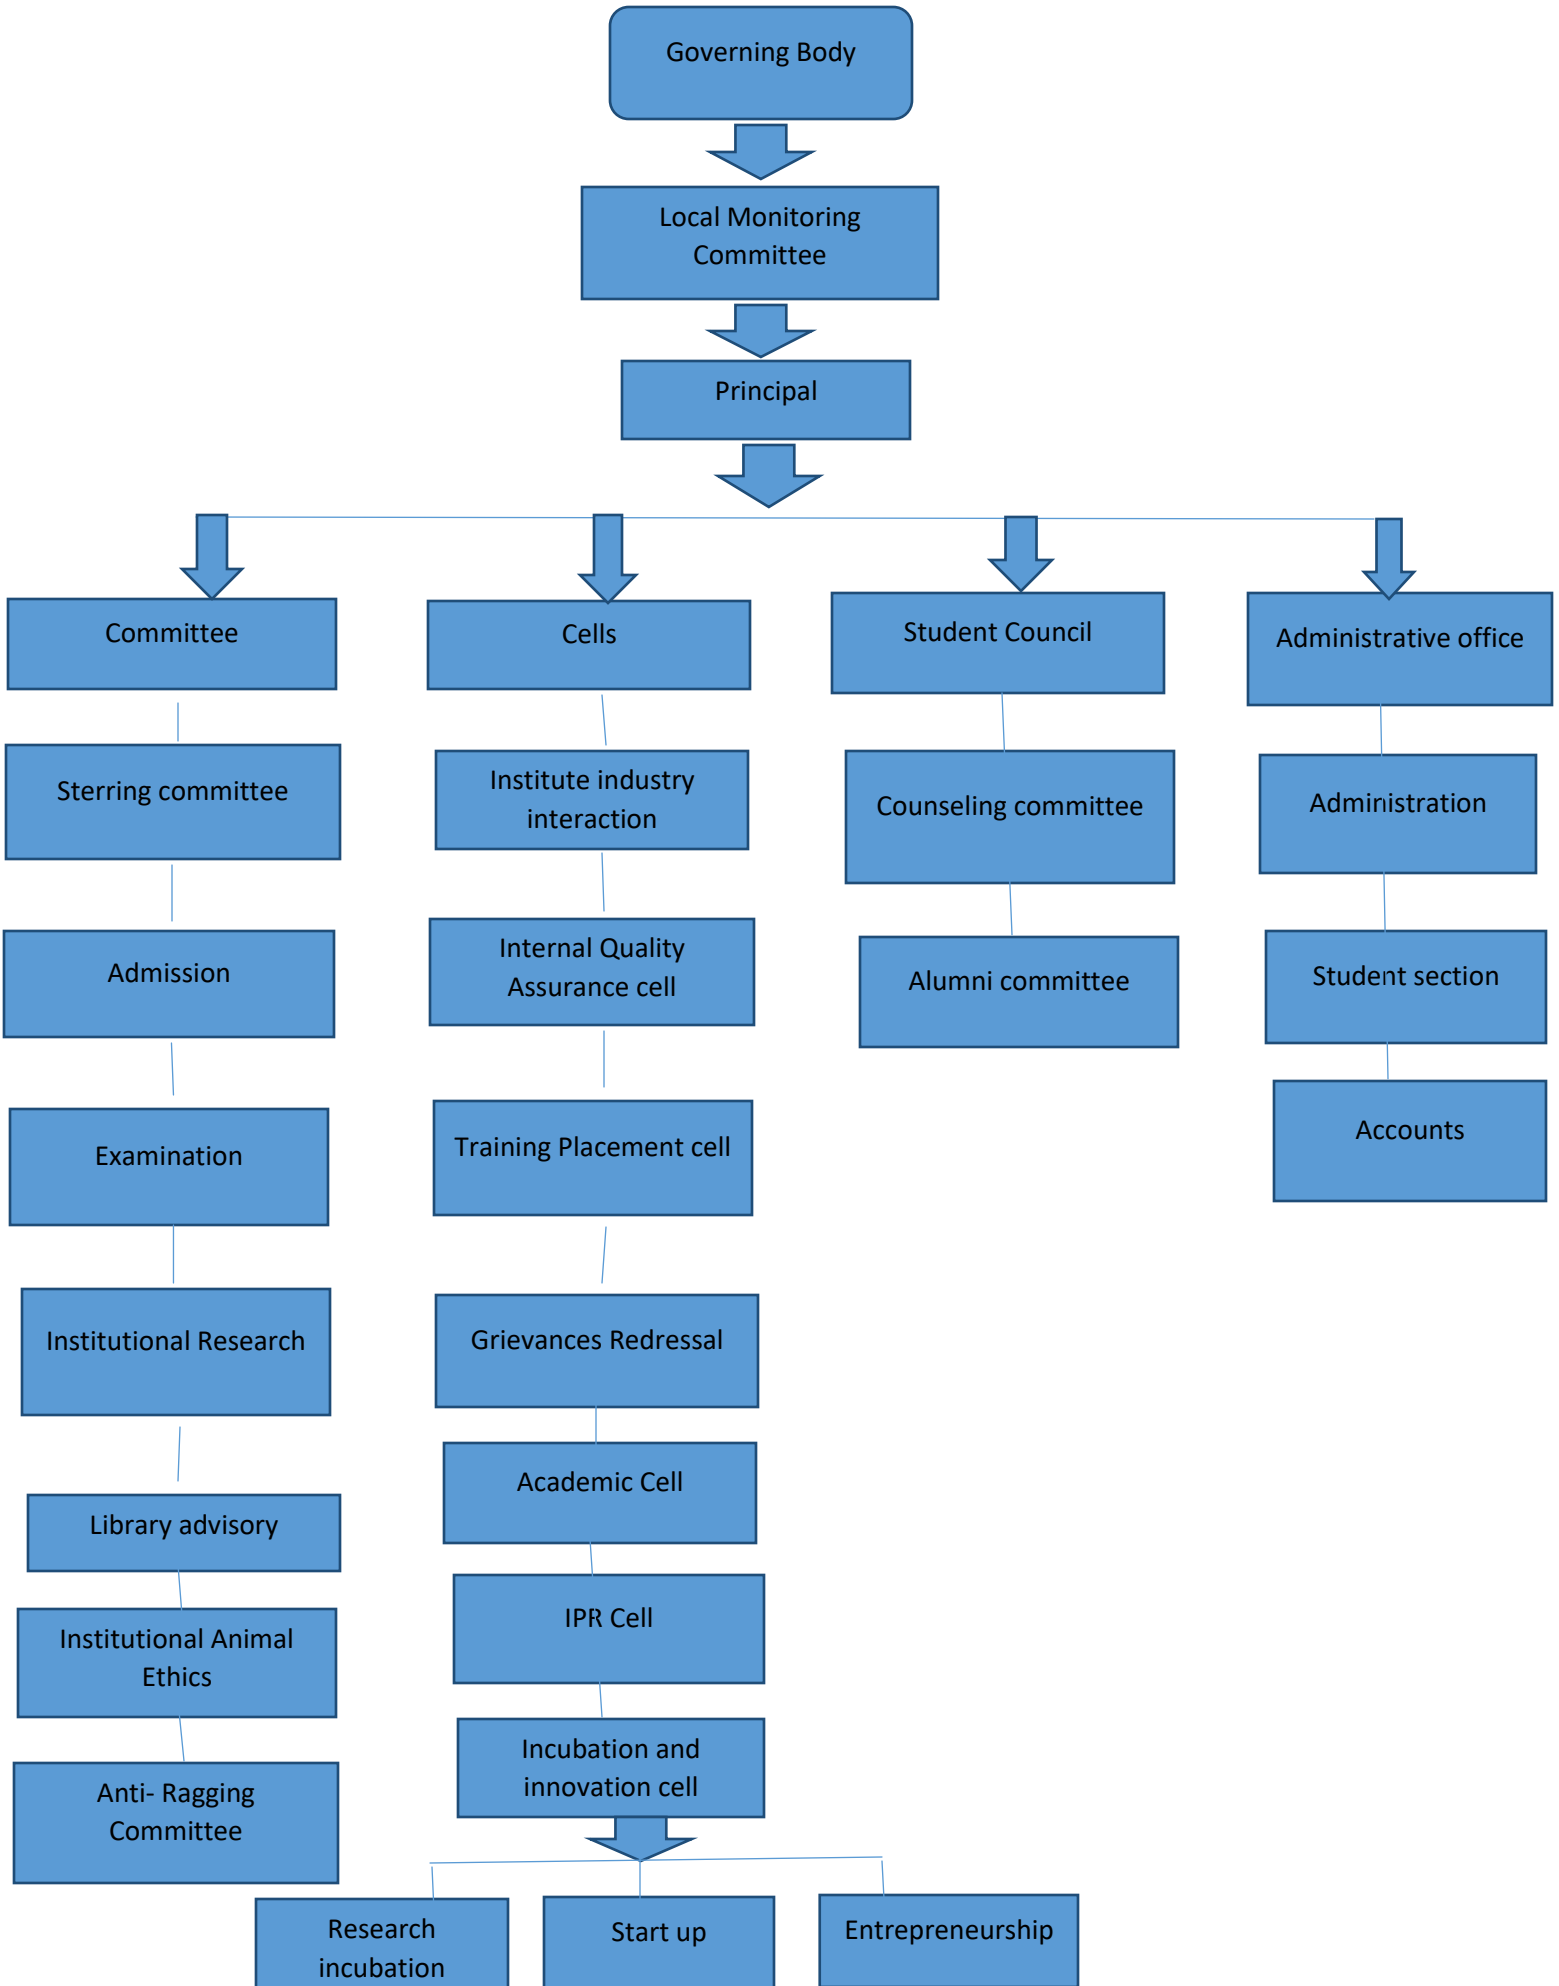 Governing Body
Local Monitoring
Committee
Principal
Committee
Cells
Student Council
Administrative office
Sterring committee
Institute industry
interaction
Counseling committee
Administration
Admission
Internal Quality
Assurance cell
Alumni committee
Student section
Examination
Training Placement cell
Accounts
Institutional Research
Grievances Redressal
Academic Cell
Library advisory
IPR Cell
Institutional Animal
Ethics
Incubation and
innovation cell
Anti- Ragging
Committee
Research
incubation
Start up
Entrepreneurship